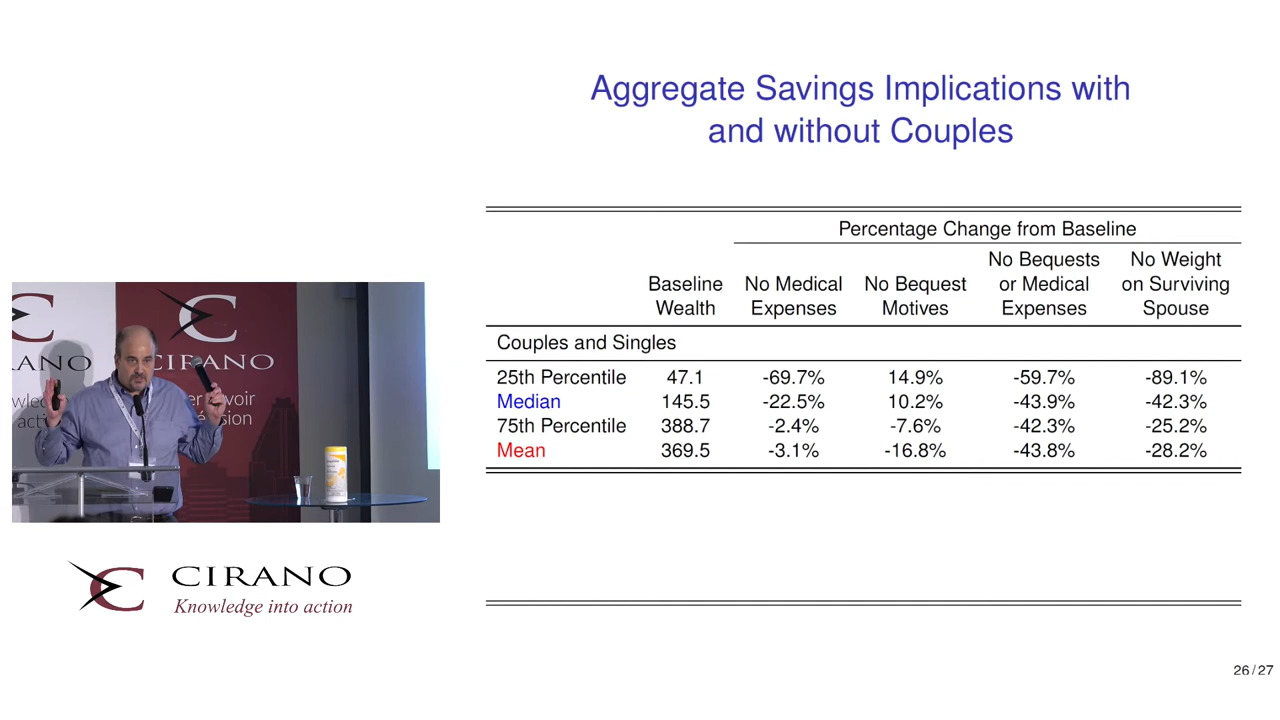 Aggregate Savings Implications with
and without Couples
Percentage Change from Baseline
Baseline Wealth No Medical Expenses No Bequest Motives No Bequests or Medical Expenses No Weight on Surviving Spouse
Couples and Singles
25th Percentile 47.1 -69.7% 14.9% -59.7% -89.1%
Median 145.5 -22.5% 10.2% -43.9% -42.3%
75th Percentile 388.7 -2.4% -7.6% -42.3% -25.2%
Mean 369.5 -3.1% -16.8% -43.8% -28.2%
CIRANO
CIRANO
Knowledge into action
26/27